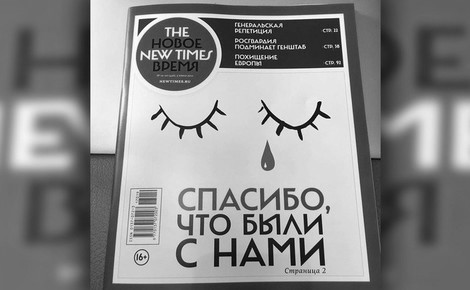 THE
НОВОЕ
NEW TIMES
ВРЕМЯ
NEWTIMES.RU
ГЕНЕРАЛЬСКАЯ
РЕПЕТИЦИЯ
СТР. 22
РОСГВАРДИЯ
ПОДМИНАЕТ ГЕНШТАБ
СТР. 38
ПОХИЩЕНИЕ
ЕВРОПЫ
СТР. 92
СПАСИБО,
ЧТО БЫЛИ
С НАМИ
Страница 2
16+